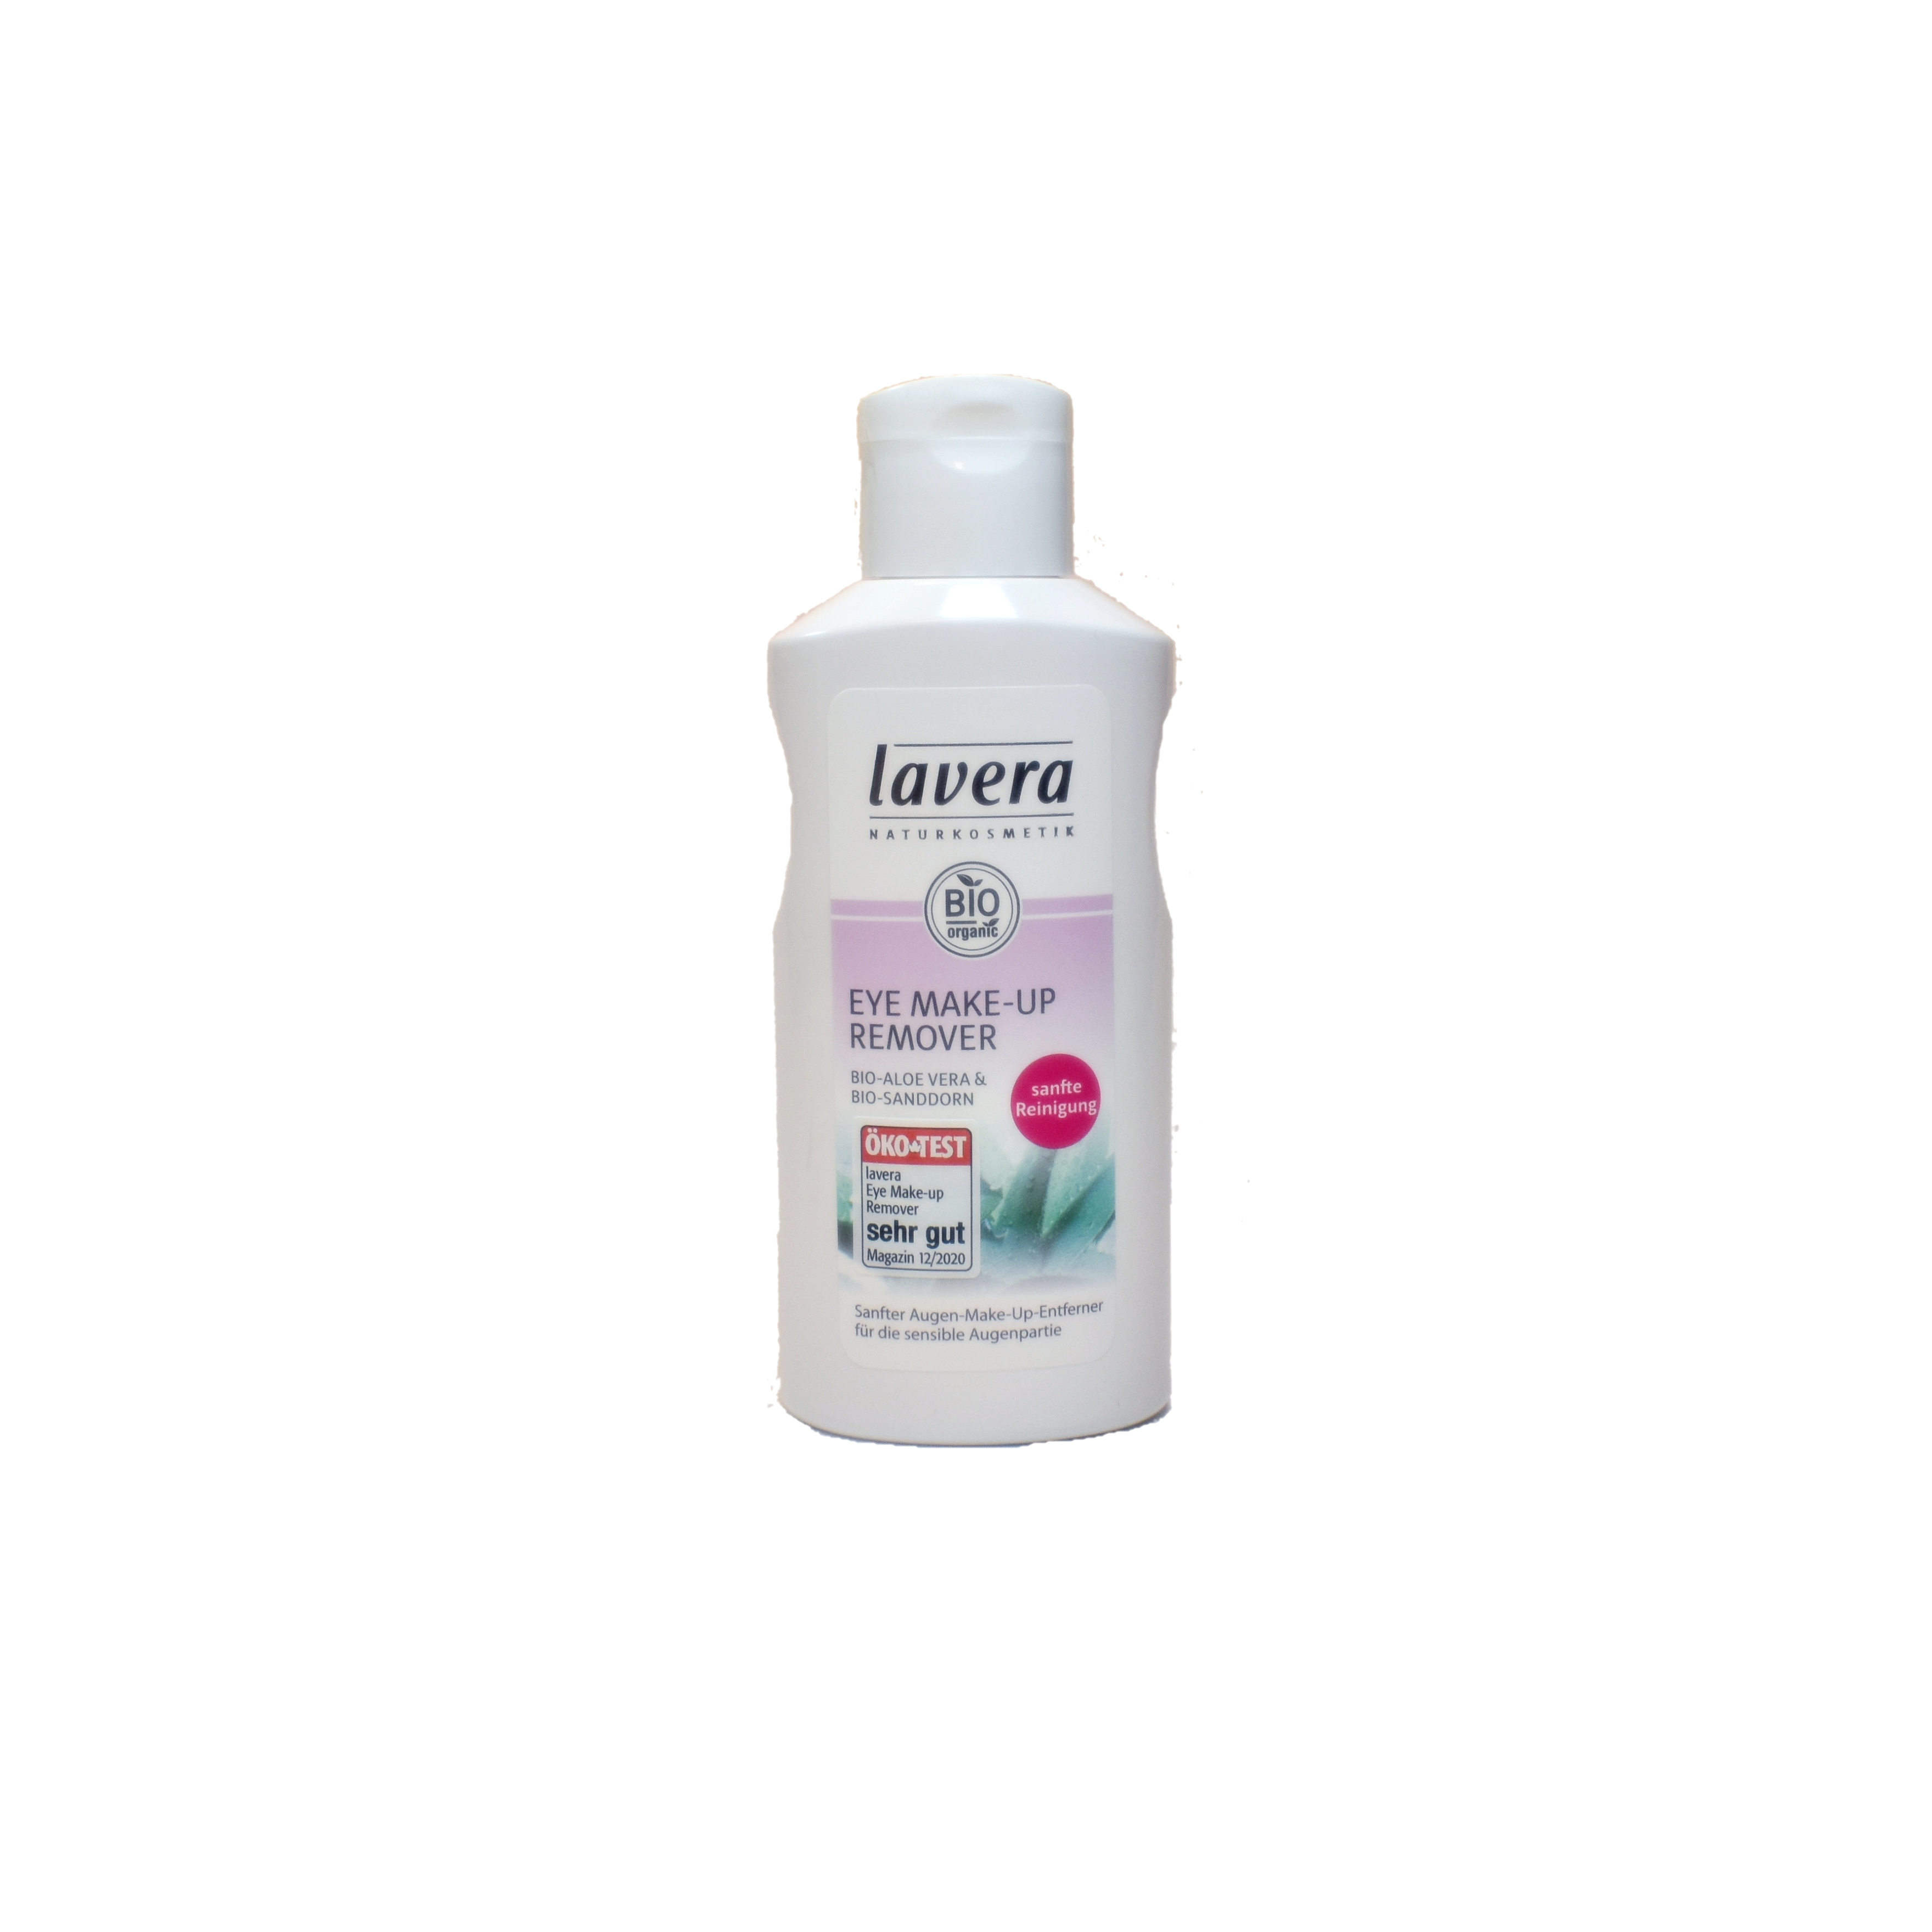 lavera
NATURKOSMETIK
BIO
organic
EYE MAKE-UP
REMOVER
BIO-ALOE VERA &
BIO-SANDDORN
sanfte
Reinigung
ÖKO TEST
lavera
Eye Make-up
Remover
sehr gut
Magazin 12/2020
Sanfter Augen-Make-Up-Entferner
für die sensible Augenpartie